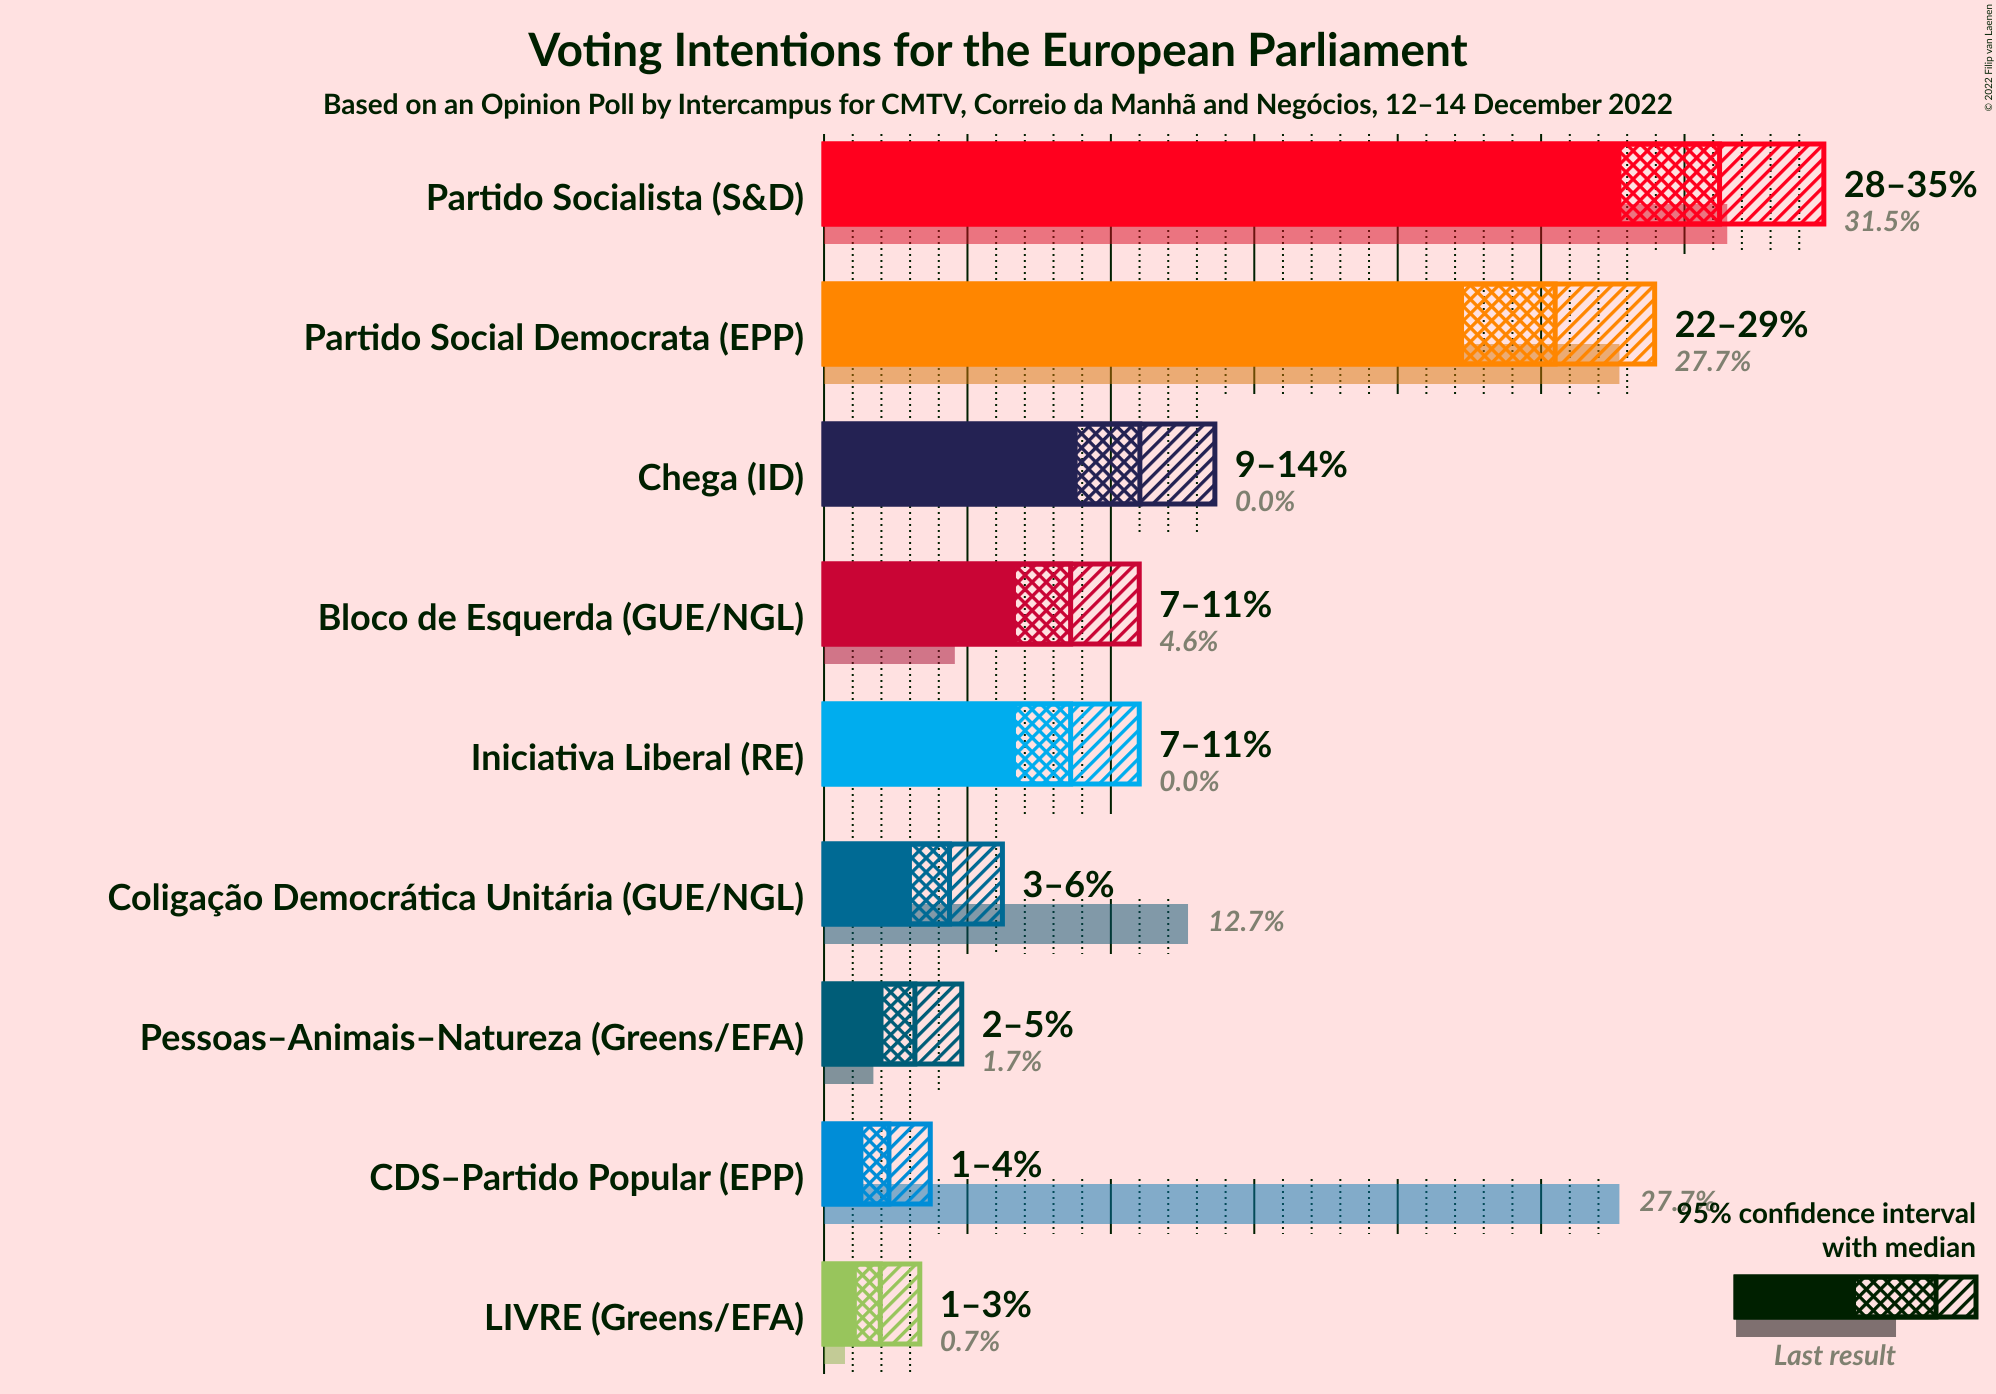 © 2022 Filip van Laenen
Voting Intentions for the European Parliament
Based on an Opinion Poll by Intercampus for CMTV, Correio da Manhã and Negócios, 12–14 December 2022
Partido Socialista (S&D)
28–35%
31.5%
Partido Social Democrata (EPP)
22–29%
27.7%
Chega (ID)
9–14%
0.0%
Bloco de Esquerda (GUE/NGL)
7–11%
4.6%
Iniciativa Liberal (RE)
7–11%
0.0%
Coligação Democrática Unitária (GUE/NGL)
3–6%
12.7%
Pessoas–Animais–Natureza (Greens/EFA)
2–5%
1.7%
CDS–Partido Popular (EPP)
1–4%
27.7%
LIVRE (Greens/EFA)
1–3%
0.7%
95% confidence interval
with median
Last result